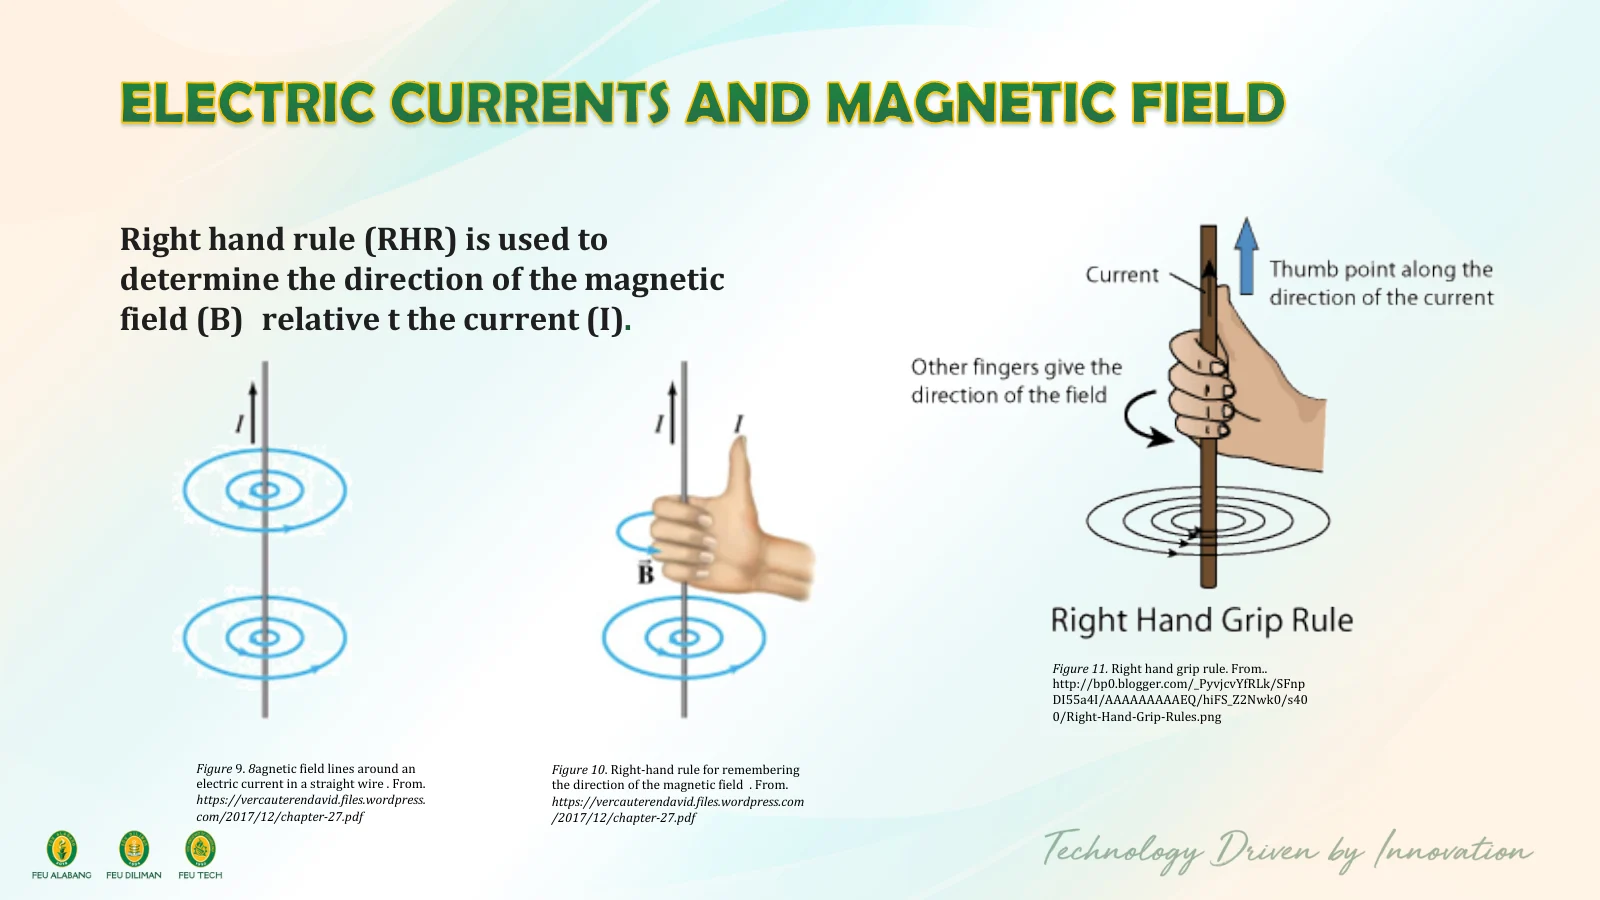 ELECTRIC CURRENTS AND MAGNETIC FIELD
Right hand rule (RHR) is used to
determine the direction of the magnetic
field (B)  relative t the current (I).
I
I
I
B
Current
Thumb point along the
direction of the current
Other fingers give the
direction of the field
Right Hand Grip Rule
Figure 11. Right hand grip rule. From..
http://bp0.blogger.com/_PyvjcvYfRLk/SFnp
DI55a4I/AAAAAAAAAEQ/hiFS_Z2Nwk0/s40
0/Right-Hand-Grip-Rules.png
Figure 9. 8agnetic field lines around an
electric current in a straight wire . From.
https://vercauterendavid.files.wordpress.
com/2017/12/chapter-27.pdf
Figure 10. Right-hand rule for remembering
the direction of the magnetic field  . From.
https://vercauterendavid.files.wordpress.com
/2017/12/chapter-27.pdf
FEU ALABANG
FEU DILIMAN
FEU TECH
Technology Driven by Innovation